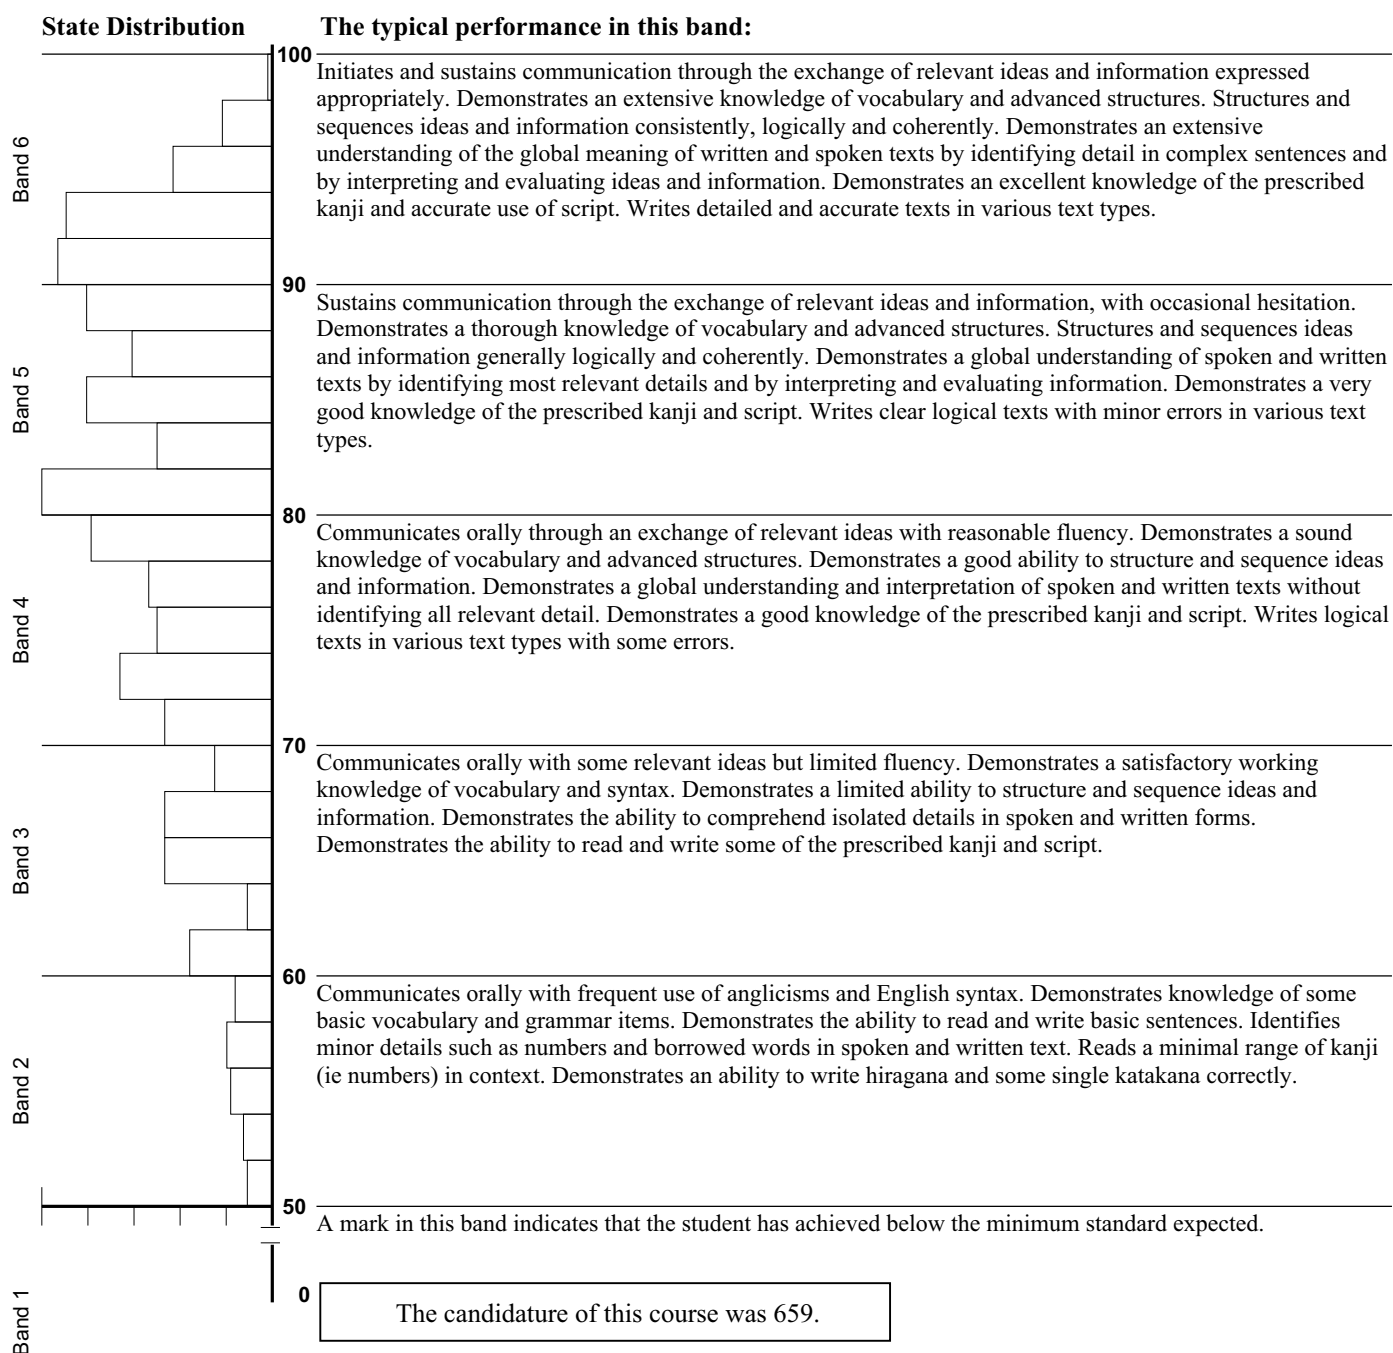 State Distribution
The typical performance in this band:
100
Initiates and sustains communication through the exchange of relevant ideas and information expressed
appropriately. Demonstrates an extensive knowledge of vocabulary and advanced structures. Structures and
sequences ideas and information consistently, logically and coherently. Demonstrates an extensive
understanding of the global meaning of written and spoken texts by identifying detail in complex sentences and
by interpreting and evaluating ideas and information. Demonstrates an excellent knowledge of the prescribed
kanji and accurate use of script. Writes detailed and accurate texts in various text types.
Band 6
90
Sustains communication through the exchange of relevant ideas and information, with occasional hesitation.
Demonstrates a thorough knowledge of vocabulary and advanced structures. Structures and sequences ideas
and information generally logically and coherently. Demonstrates a global understanding of spoken and written
texts by identifying most relevant details and by interpreting and evaluating information. Demonstrates a very
good knowledge of the prescribed kanji and script. Writes clear logical texts with minor errors in various text
types.
Band 5
80
Communicates orally through an exchange of relevant ideas with reasonable fluency. Demonstrates a sound
knowledge of vocabulary and advanced structures. Demonstrates a good ability to structure and sequence ideas
and information. Demonstrates a global understanding and interpretation of spoken and written texts without
identifying all relevant detail. Demonstrates a good knowledge of the prescribed kanji and script. Writes logical
texts in various text types with some errors.
Band 4
70
Communicates orally with some relevant ideas but limited fluency. Demonstrates a satisfactory working
knowledge of vocabulary and syntax. Demonstrates a limited ability to structure and sequence ideas and
information. Demonstrates the ability to comprehend isolated details in spoken and written forms.
Demonstrates the ability to read and write some of the prescribed kanji and script.
Band 3
60
Communicates orally with frequent use of anglicisms and English syntax. Demonstrates knowledge of some
basic vocabulary and grammar items. Demonstrates the ability to read and write basic sentences. Identifies
minor details such as numbers and borrowed words in spoken and written text. Reads a minimal range of kanji
(ie numbers) in context. Demonstrates an ability to write hiragana and some single katakana correctly.
Band 2
50
A mark in this band indicates that the student has achieved below the minimum standard expected.
0
Band 1
The candidature of this course was 659.